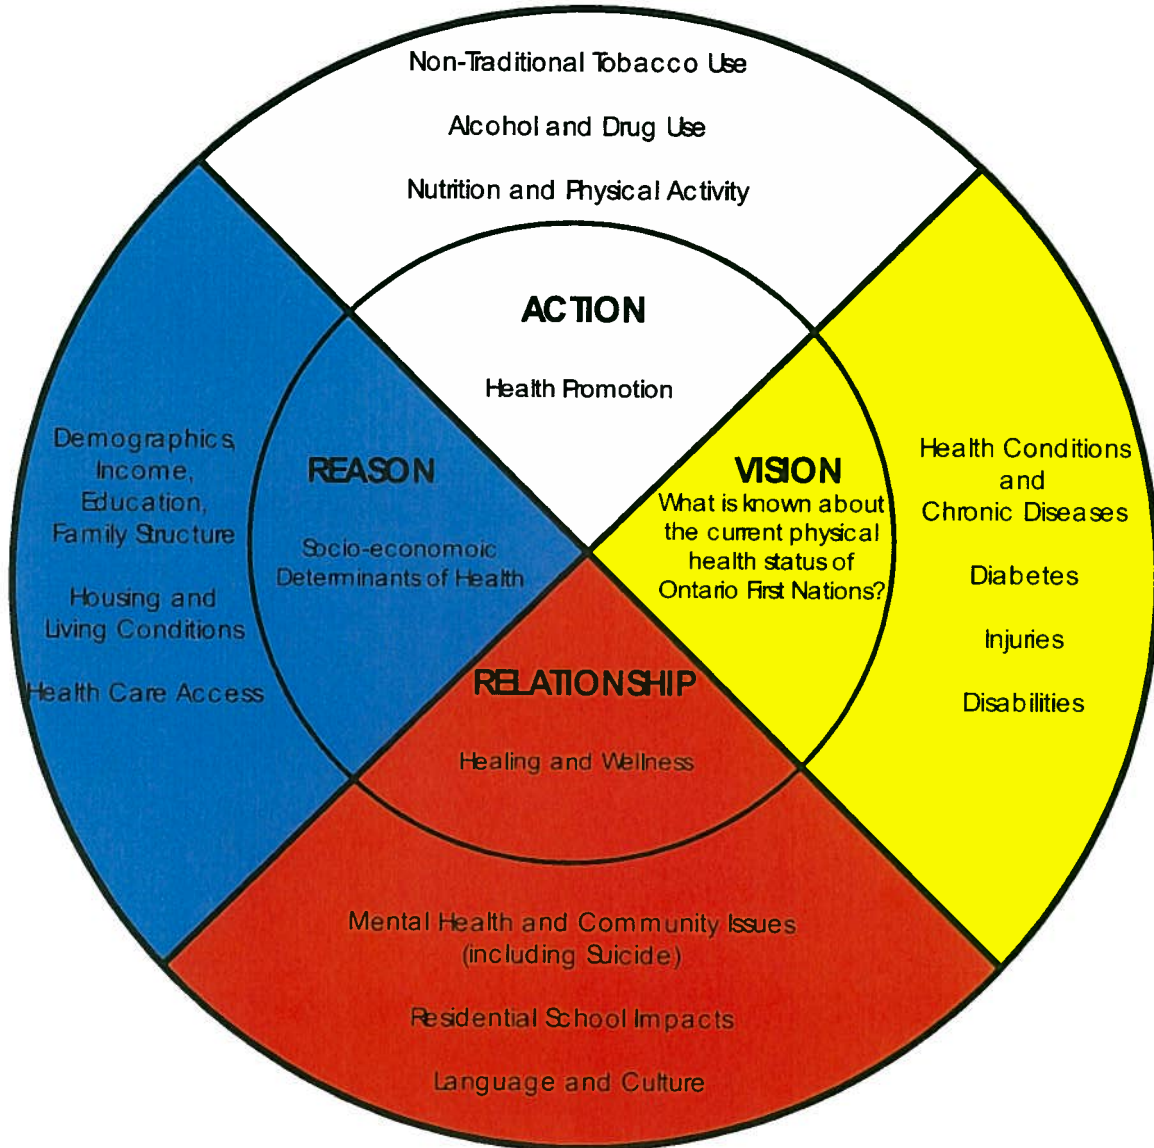 Non-Traditional Tobacco Use
Alcohol and Drug Use
Nutrition and Physical Activity
ACTION
Health Promotion
VISION
What is known about
the current physical
health status of
Ontario First Nations?
Health Conditions
and
Chronic Diseases
Diabetes
Injuries
Disabilities
RELATIONSHIP
Healing and Wellness
Mental Health and Community Issues
(including Suicide)
Residential School Impacts
Language and Culture
REASON
Socio-economoic
Determinants of Health
Demographics,
Income,
Education,
Family Structure
Housing and
Living Conditions
Health Care Access